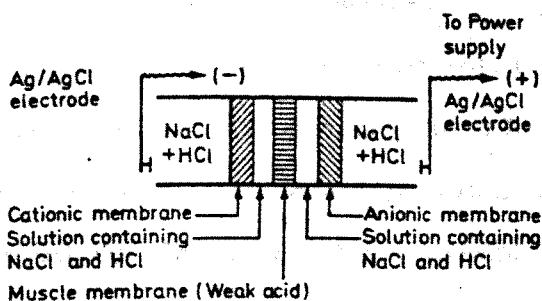 To Power
supply
Ag/AgCl
electrode
(-)
(+)
Ag/AgCl
electrode
NaCl
+HCl
NaCl
+HCl
Cationic membrane
Solution containing
NaCl and HCl
Anionic membrane
Solution containing
NaCl and HCl
Muscle membrane (Weak acid)